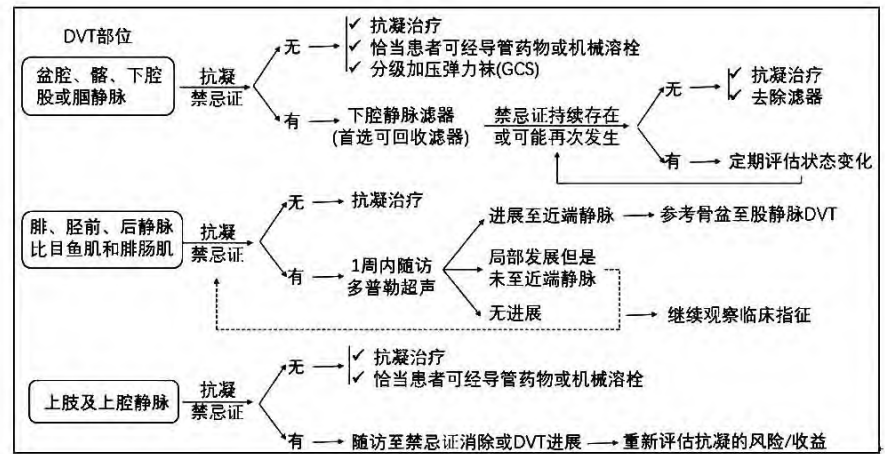 DVT部位
盆腔、髂、下腔
股或腘静脉
抗凝
禁忌证
无
✓ 抗凝治疗
✓ 恰当患者可经导管药物或机械溶栓
✓ 分级加压弹力袜(GCS)
有
下腔静脉滤器
(首选可回收滤器)
禁忌证持续存在
或可能再次发生
无
✓ 抗凝治疗
✓ 去除滤器
有
定期评估状态变化
腓、胫前、后静脉
比目鱼肌和腓肠肌
抗凝
禁忌证
无
抗凝治疗
有
1周内随访
多普勒超声
进展至近端静脉
参考骨盆至股静脉DVT
局部发展但是
未至近端静脉
无进展
继续观察临床指征
上肢及上腔静脉
抗凝
禁忌证
无
✓ 抗凝治疗
✓ 恰当患者可经导管药物或机械溶栓
有
随访至禁忌证消除或DVT进展
重新评估抗凝的风险/收益